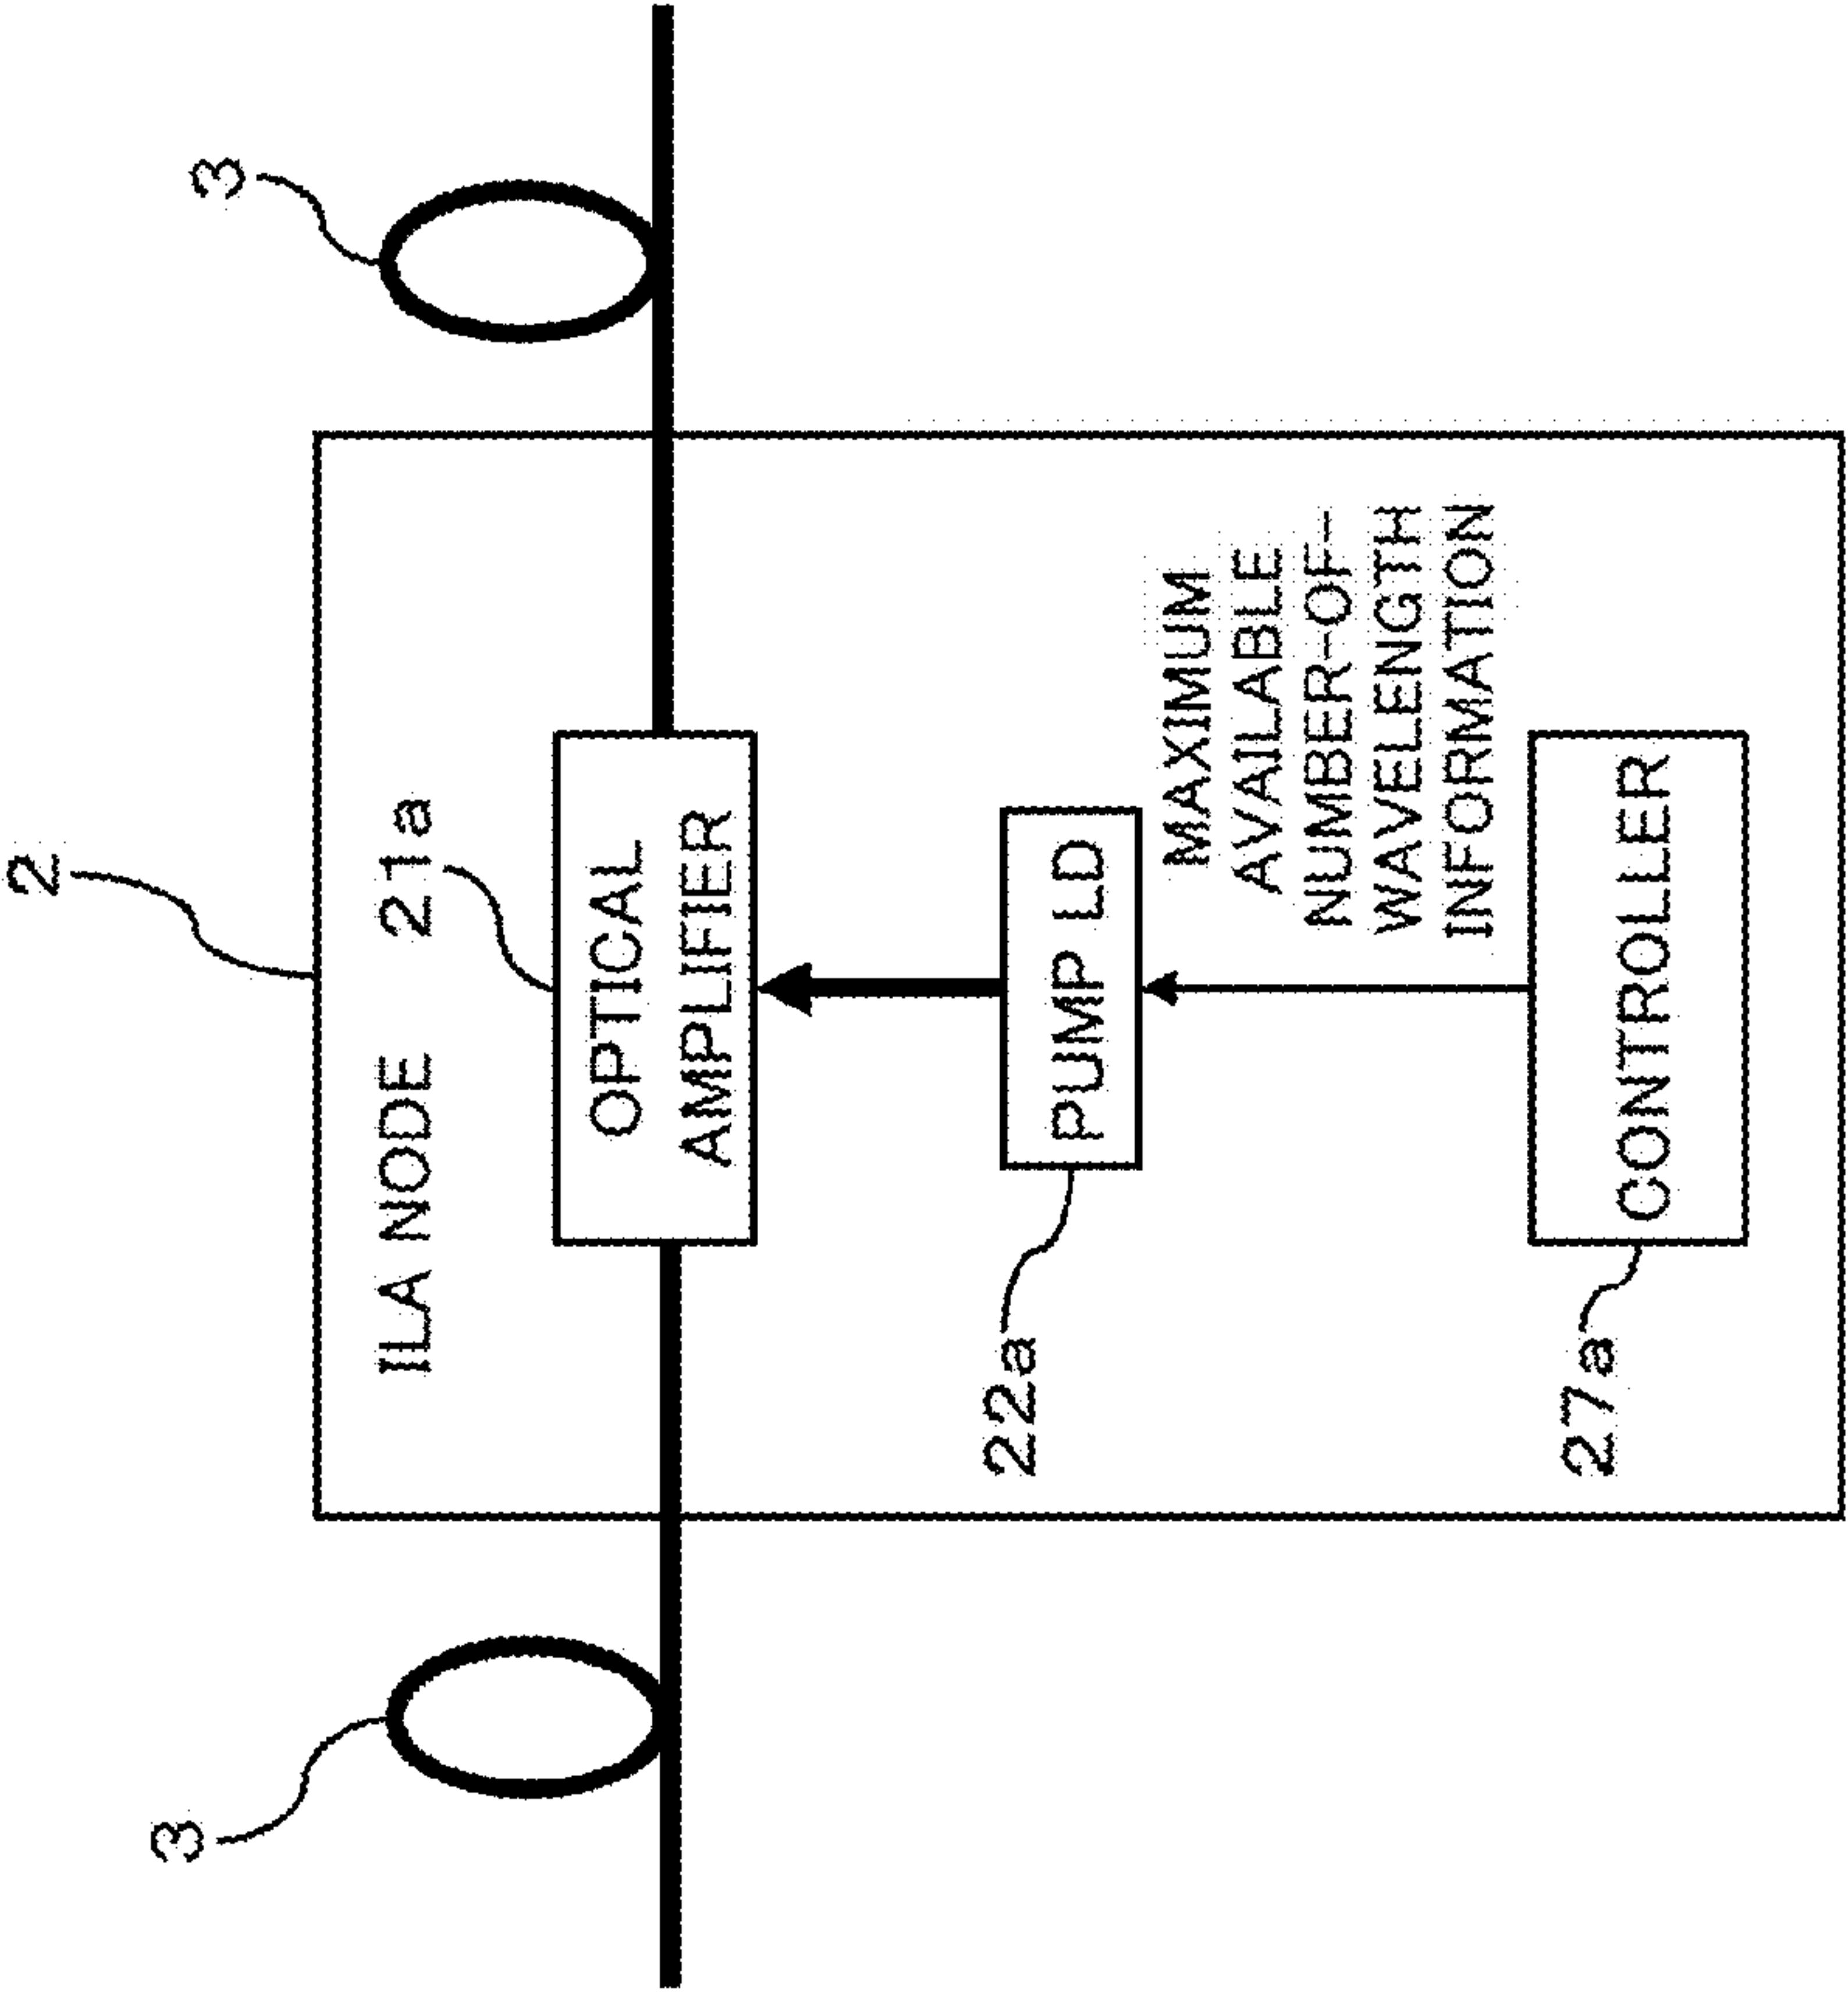 2
3
3
ILA NODE
21a
OPTICAL
AMPLIFIER
22a
PUMP LD
MAXIMUM
AVAILABLE
NUMBER-OF-
WAVELENGTH
INFORMATION
27a
CONTROLLER